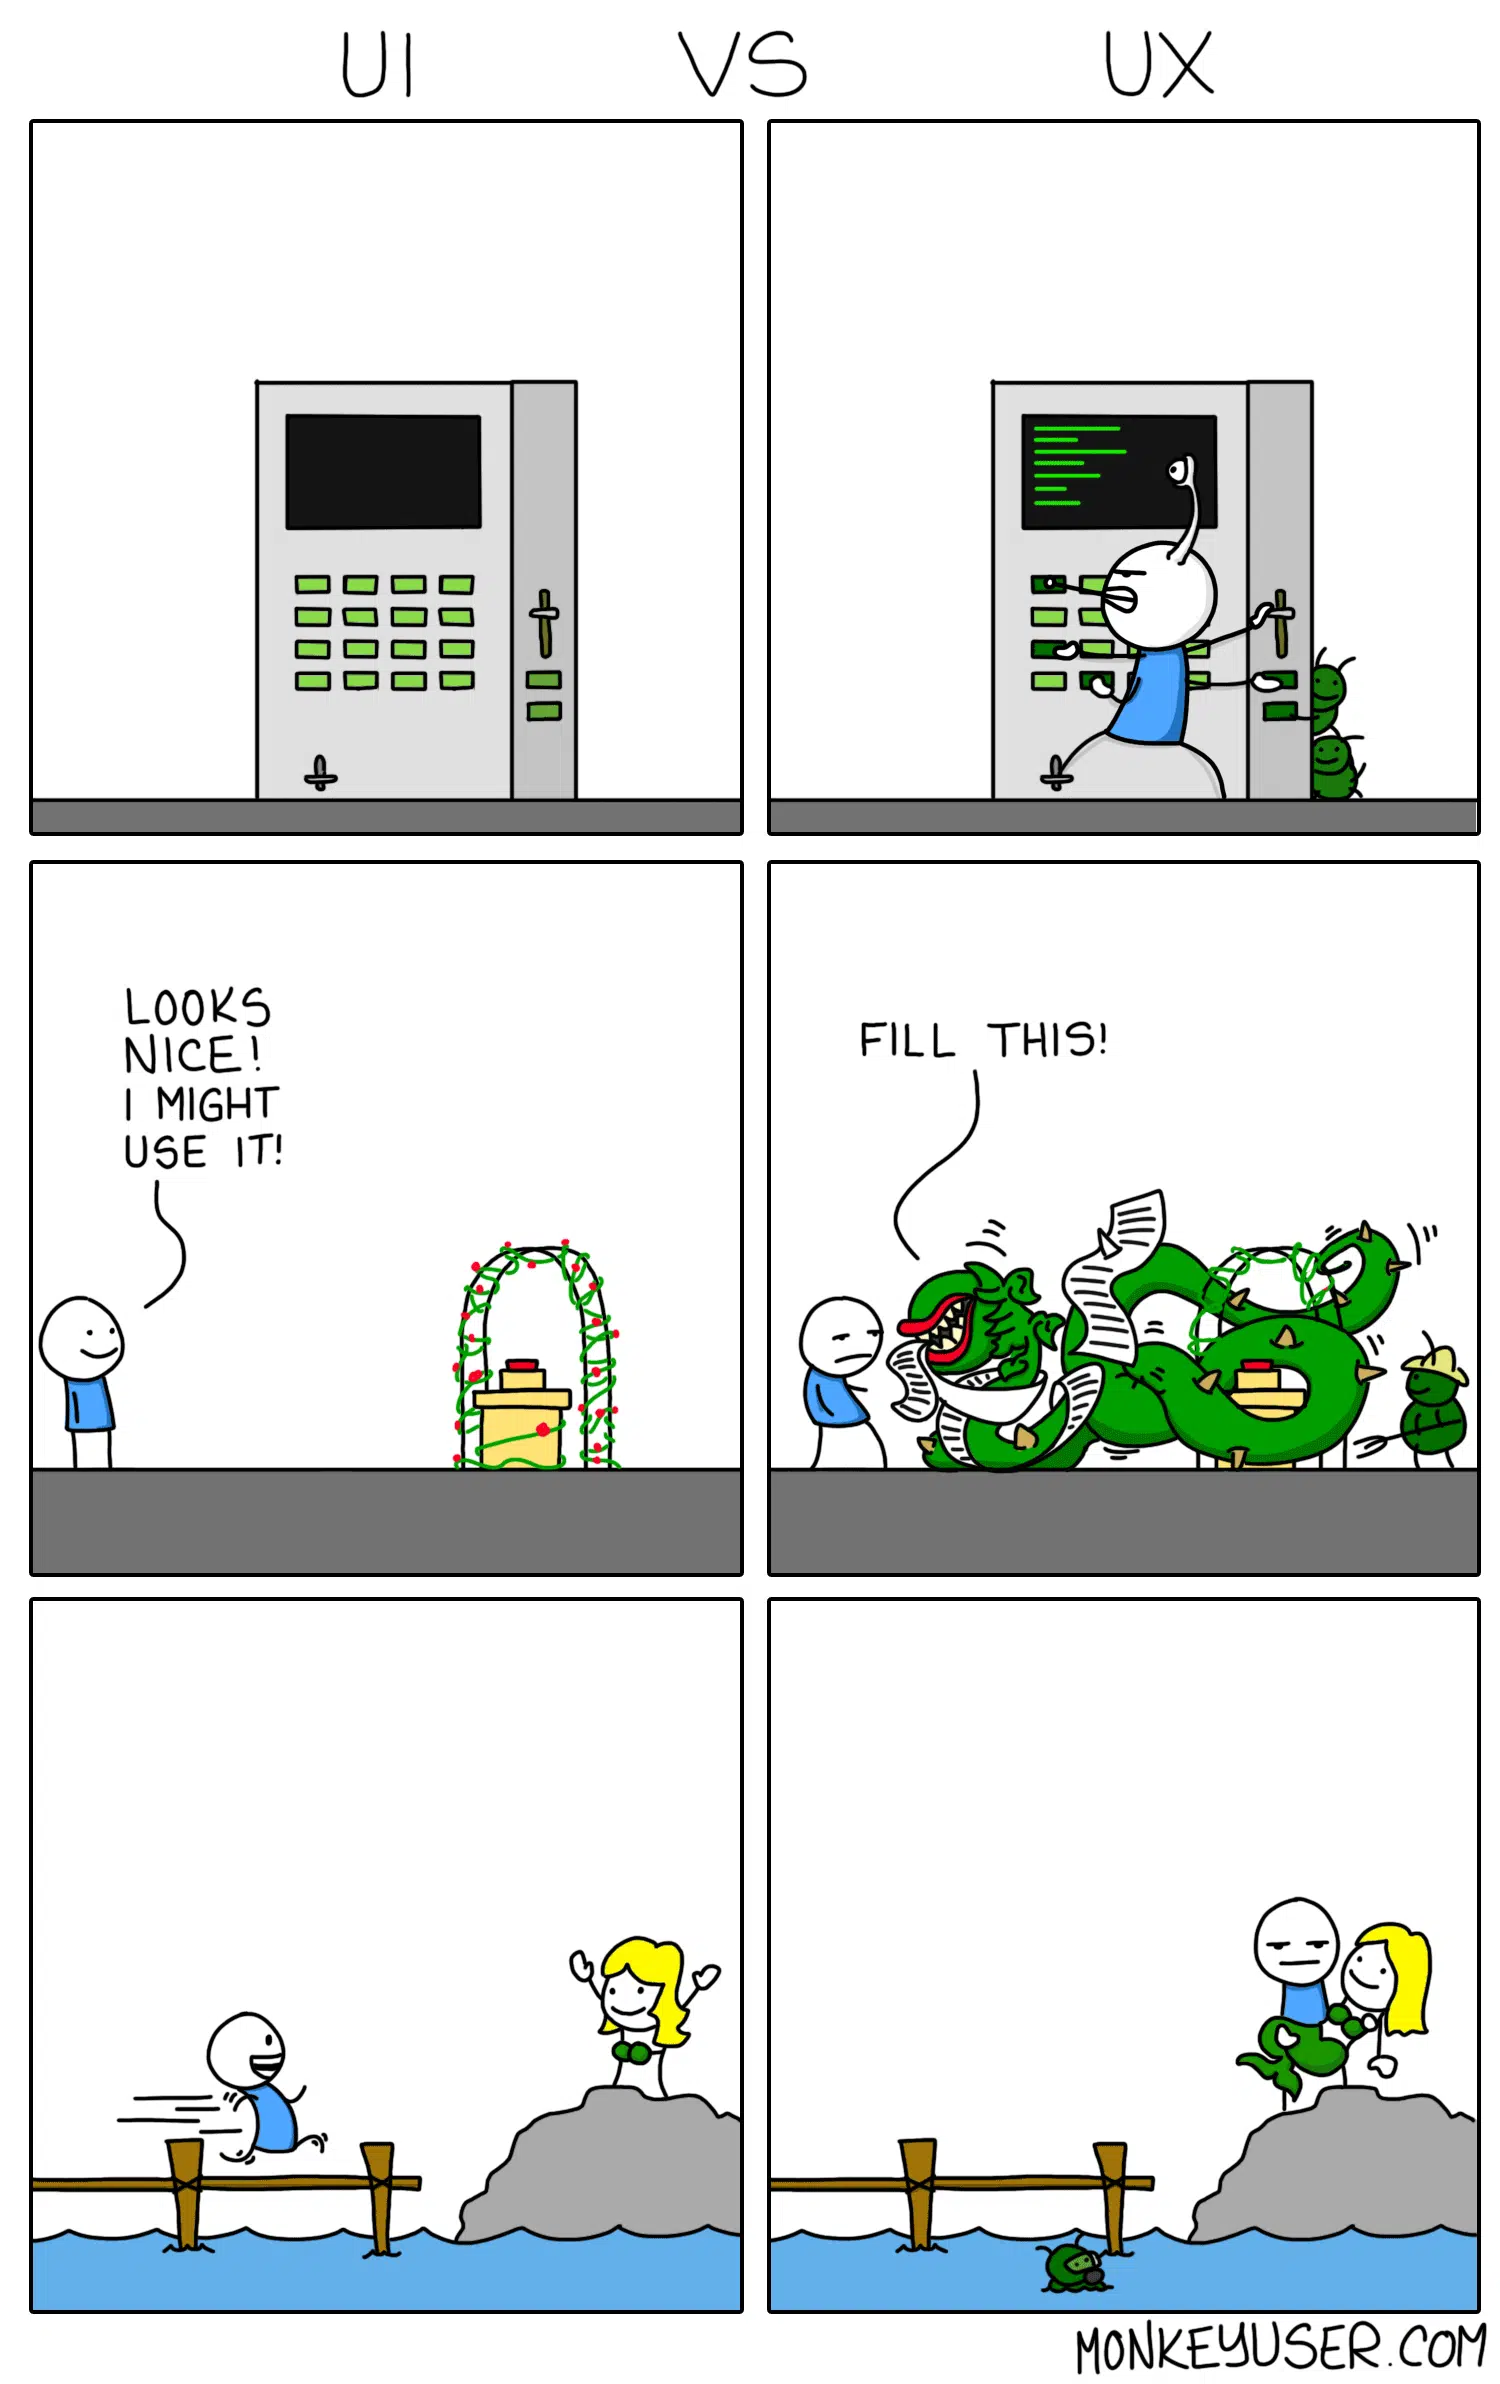 UI VS UX
LOOKS
NICE!
I MIGHT
USE IT!
FILL THIS!
MONKEYUSER.COM